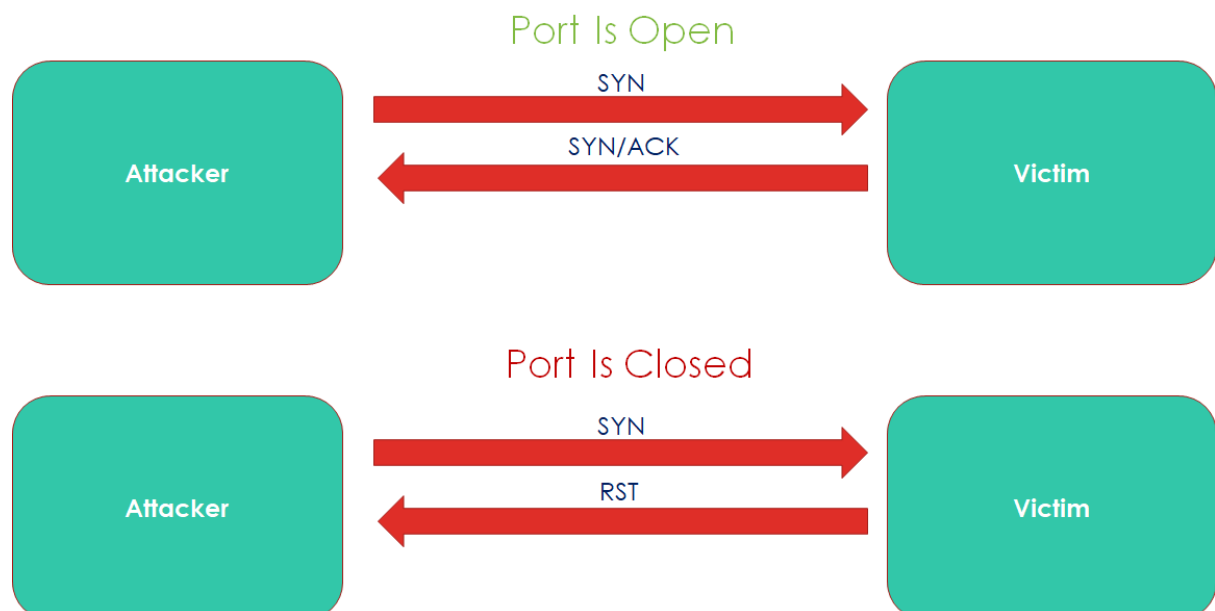 Port Is Open
SYN
SYN/ACK
Attacker
Victim
Port Is Closed
SYN
RST
Attacker
Victim